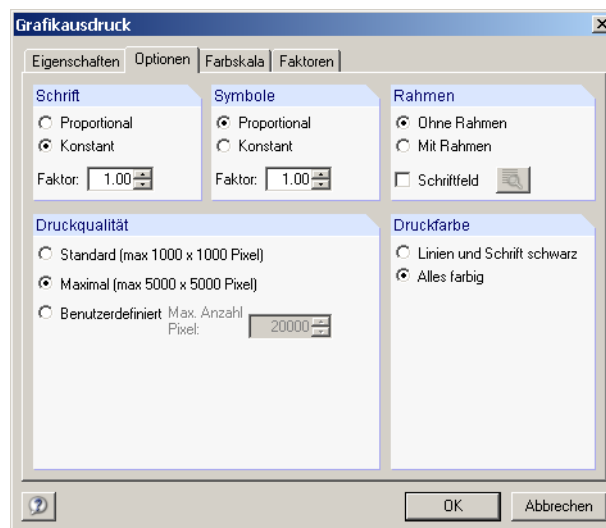 Grafikausdruck
Eigenschaften Optionen Farbskala Faktoren
Schrift
Proportional
Konstant
Faktor: 1.00
Symbole
Proportional
Konstant
Faktor: 1.00
Rahmen
Ohne Rahmen
Mit Rahmen
Schriftfeld
Druckqualität
Standard (max 1000 x 1000 Pixel)
Maximal (max 5000 x 5000 Pixel)
Benutzerdefiniert Max. Anzahl
Pixel: 20000
Druckfarbe
Linien und Schrift schwarz
Alles farbig
OK Abbrechen